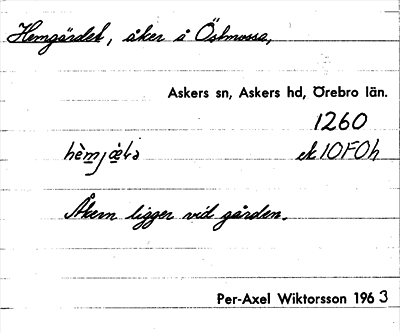 Hemgärdet, åker å Östmossa,
Askers sn, Askers hd, Örebro län.
1260
ek 10F0h
Åkern ligger vid gården.
Per-Axel Wiktorsson 1963